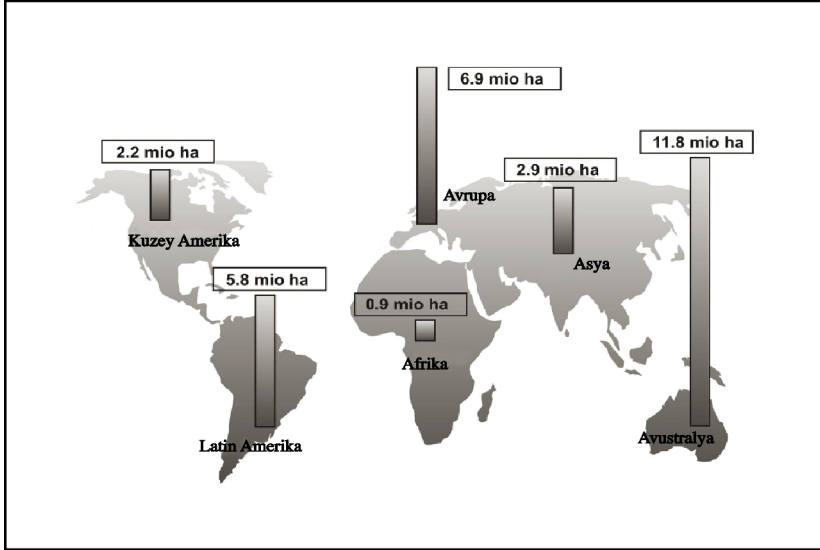 6.9 mio ha
Avrupa
2.2 mio ha
Kuzey Amerika
11.8 mio ha
2.9 mio ha
Asya
5.8 mio ha
Latin Amerika
0.9 mio ha
Afrika
Avustralya